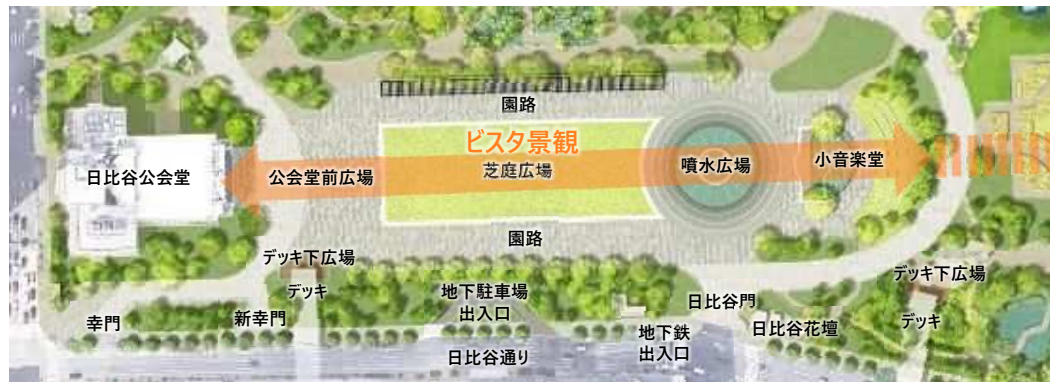 園路
ビスタ景観
日比谷公会堂
公会堂前広場
芝庭広場
噴水広場
小音楽堂
園路
デッキ下広場
デッキ
地下駐車場
出入口
日比谷門
デッキ下広場
デッキ
幸門
新幸門
日比谷花壇
地下鉄
出入口
日比谷通り